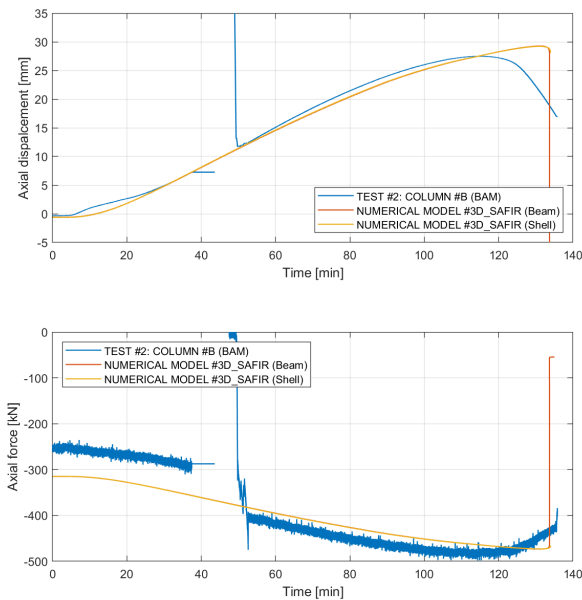 35
30
25
20
15
10
5
0
-5
Axial dispalcement [mm]
TEST #2: COLUMN #B (BAM)
NUMERICAL MODEL #3D_SAFIR (Beam)
NUMERICAL MODEL #3D_SAFIR (Shell)
0 20 40 60 80 100 120 140
Time [min]
0
-100
-200
-300
-400
-500
Axial force [kN]
TEST #2: COLUMN #B (BAM)
NUMERICAL MODEL #3D_SAFIR (Beam)
NUMERICAL MODEL #3D_SAFIR (Shell)
0 20 40 60 80 100 120 140
Time [min]